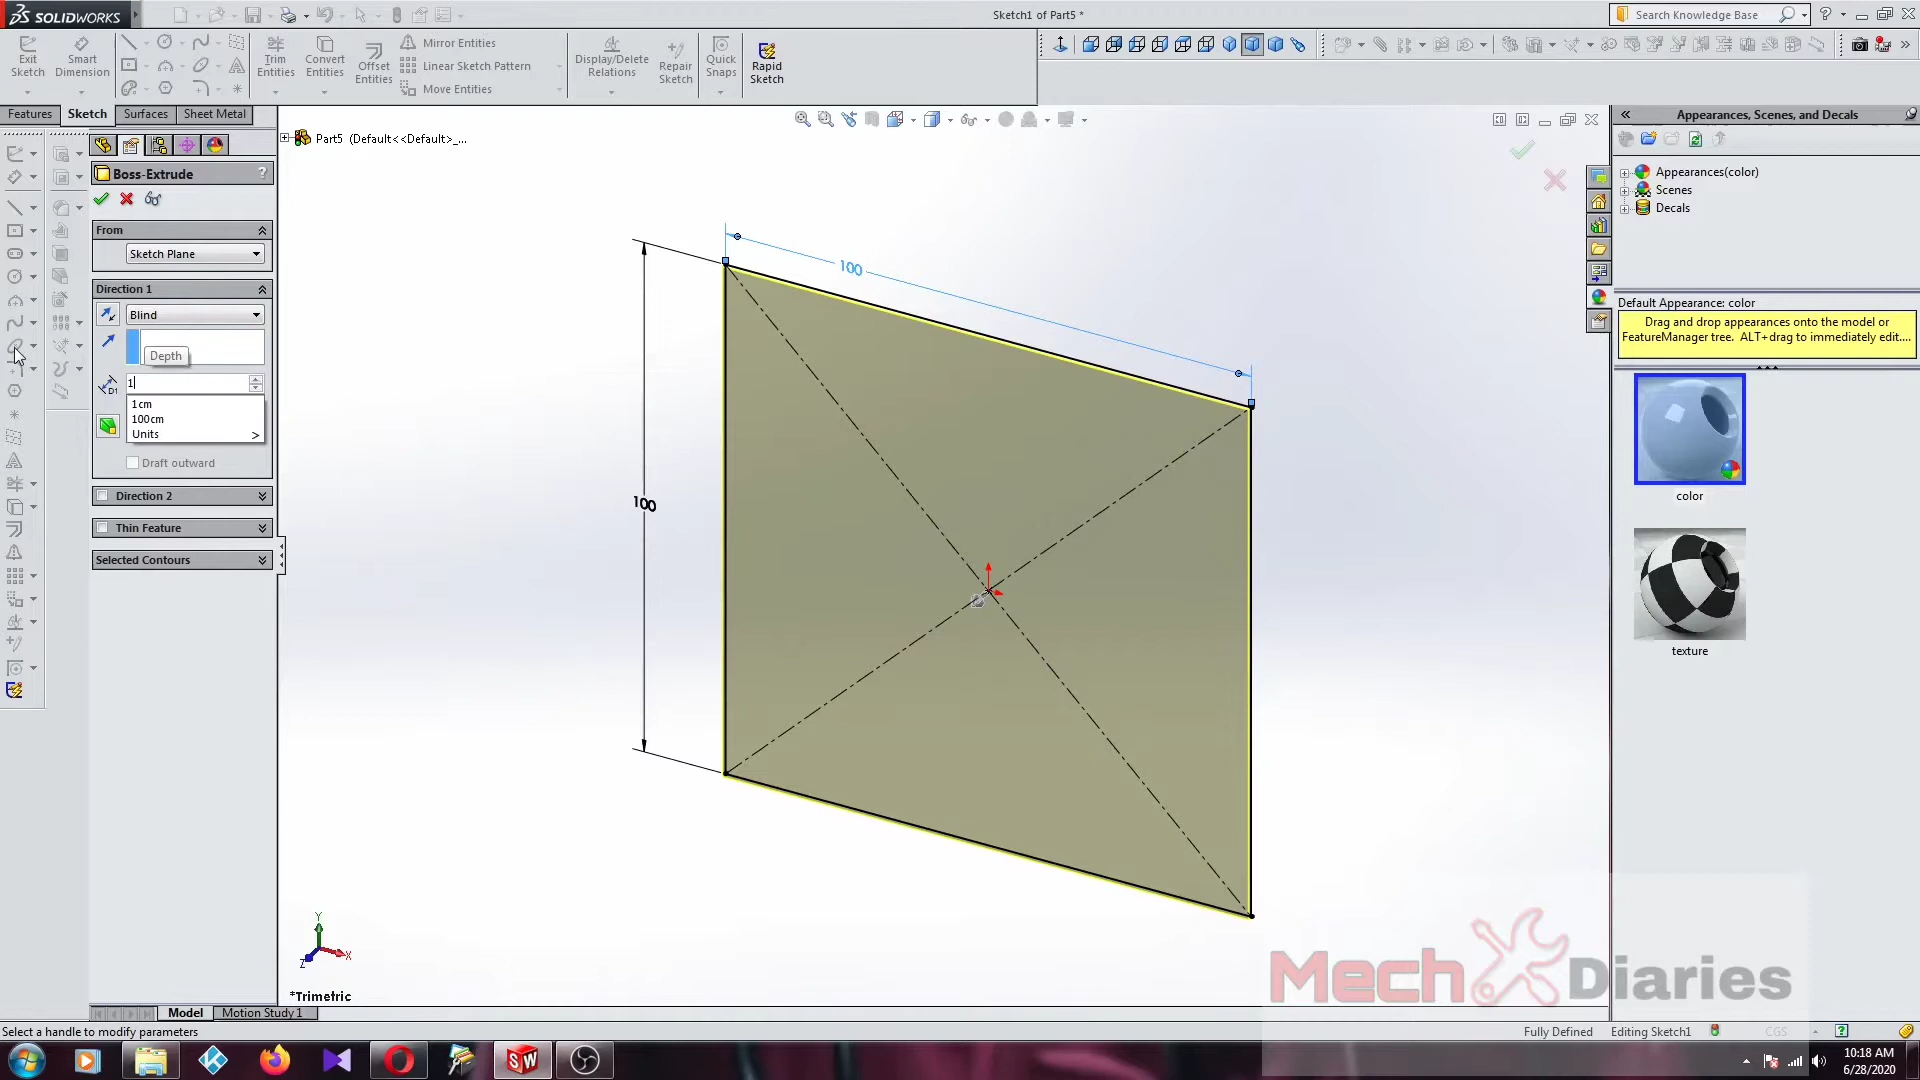 SOLIDWORKS
Sketch1 of Part5 *
Search Knowledge Base
Exit Sketch
Smart Dimension
Trim Entities
Convert Entities
Offset Entities
Mirror Entities
Linear Sketch Pattern
Move Entities
Display/Delete Relations
Repair Sketch
Quick Snaps
Rapid Sketch
Features
Sketch
Surfaces
Sheet Metal
Part5 (Default<<Default>_...
Boss-Extrude
?
From
Sketch Plane
Direction 1
Blind
Depth
D1
1
1cm
100cm
Units >
Draft outward
Direction 2
Thin Feature
Selected Contours
100
100
Y
X
Z
*Trimetric
Appearances, Scenes, and Decals
Appearances(color)
Scenes
Decals
Default Appearance: color
Drag and drop appearances onto the model or
FeatureManager tree. ALT+drag to immediately edit....
color
texture
Mech Diaries
Model
Motion Study 1
Select a handle to modify parameters
Fully Defined
Editing Sketch1
CGS
SW
10:18 AM
6/28/2020